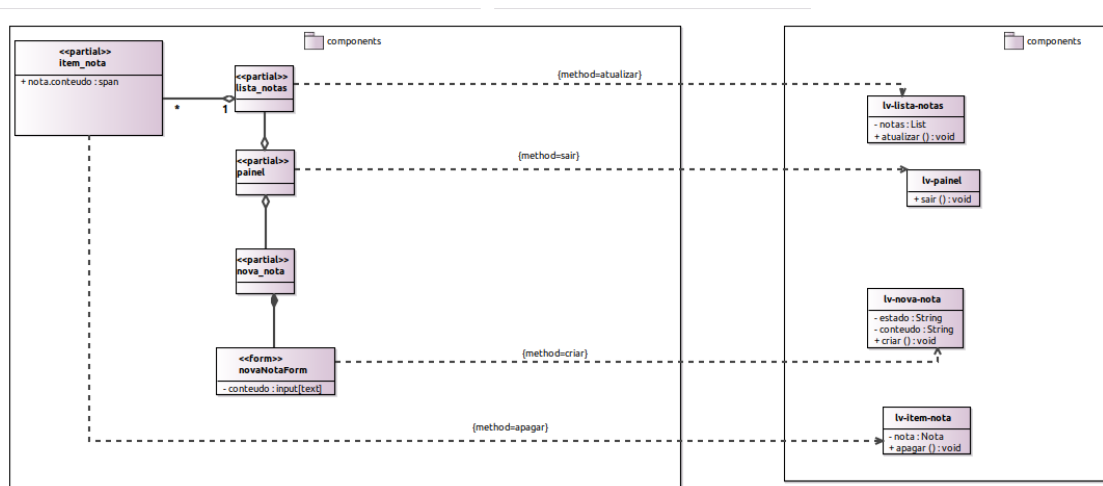 components
<<partial>>
item_nota
+ nota.conteudo : span
*
1
<<partial>>
lista_notas
{method=atualizar}
<<partial>>
painel
{method=sair}
<<partial>>
nova_nota
<<form>>
novaNotaForm
- conteudo : input[text]
{method=criar}
{method=apagar}
components
lv-lista-notas
- notas : List
+ atualizar () : void
lv-painel
+ sair () : void
lv-nova-nota
- estado : String
- conteudo : String
+ criar () : void
lv-item-nota
- nota : Nota
+ apagar () : void